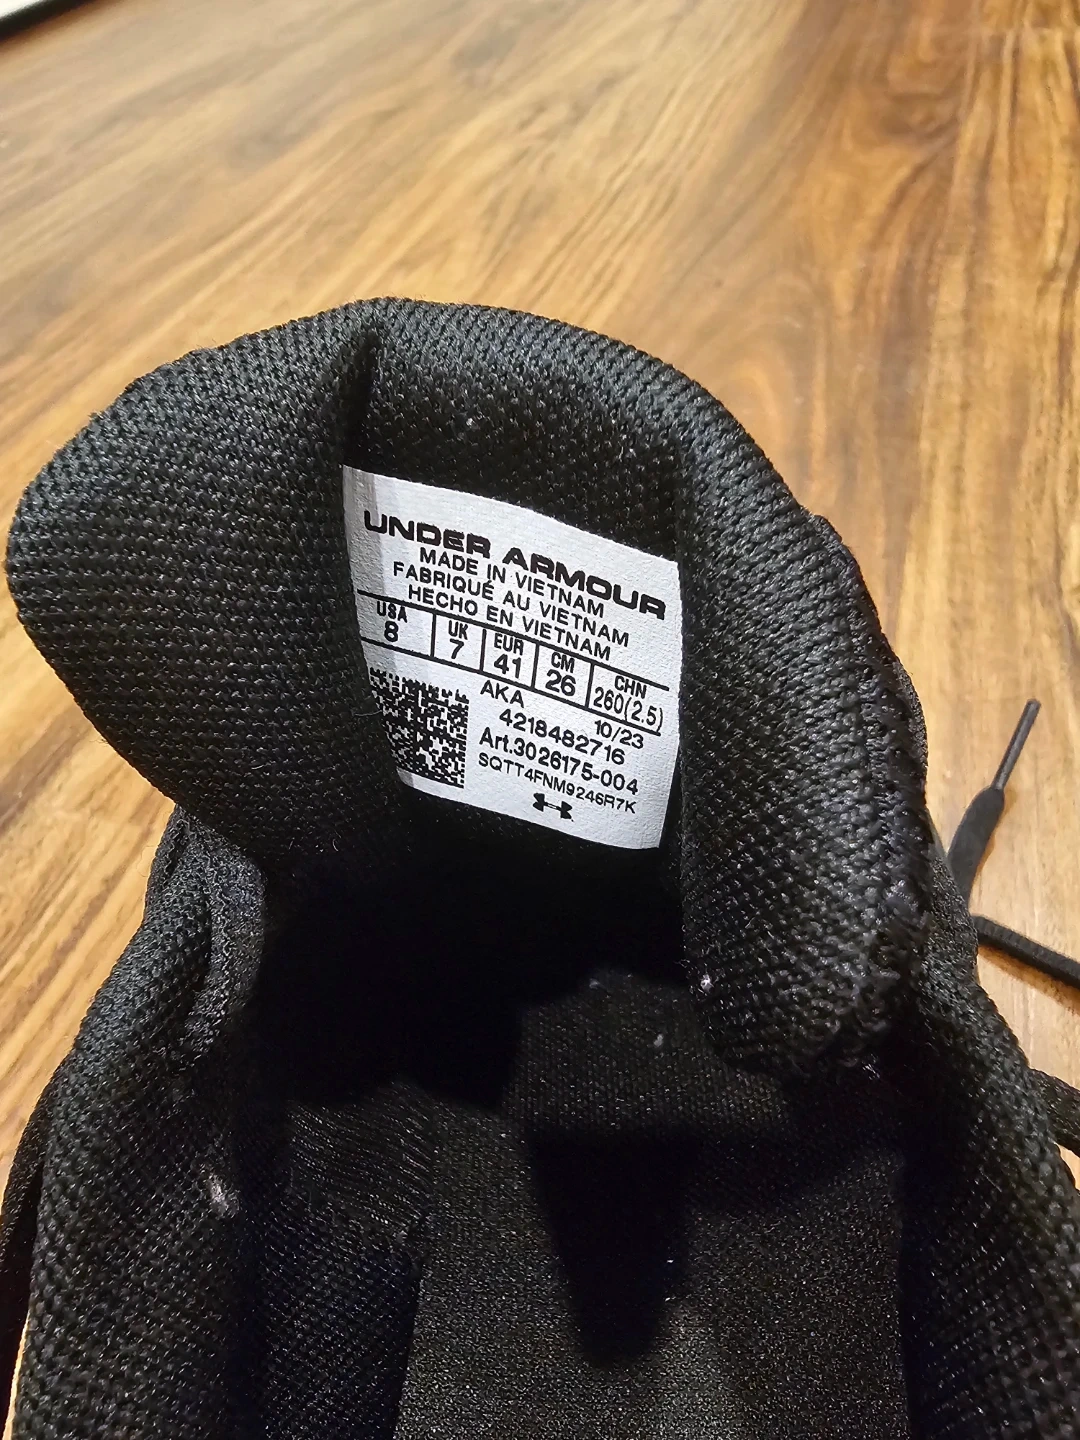 UNDER ARMOUR
MADE IN VIETNAM
FABRIQUÉ AU VIETNAM
HECHO EN VIETNAM
USA UK EUR CM CHN
8 7 41 26 260(2.5)
AKA 10/23
4218482716
Art.3026175-004
SQTT4FNM9246R7K